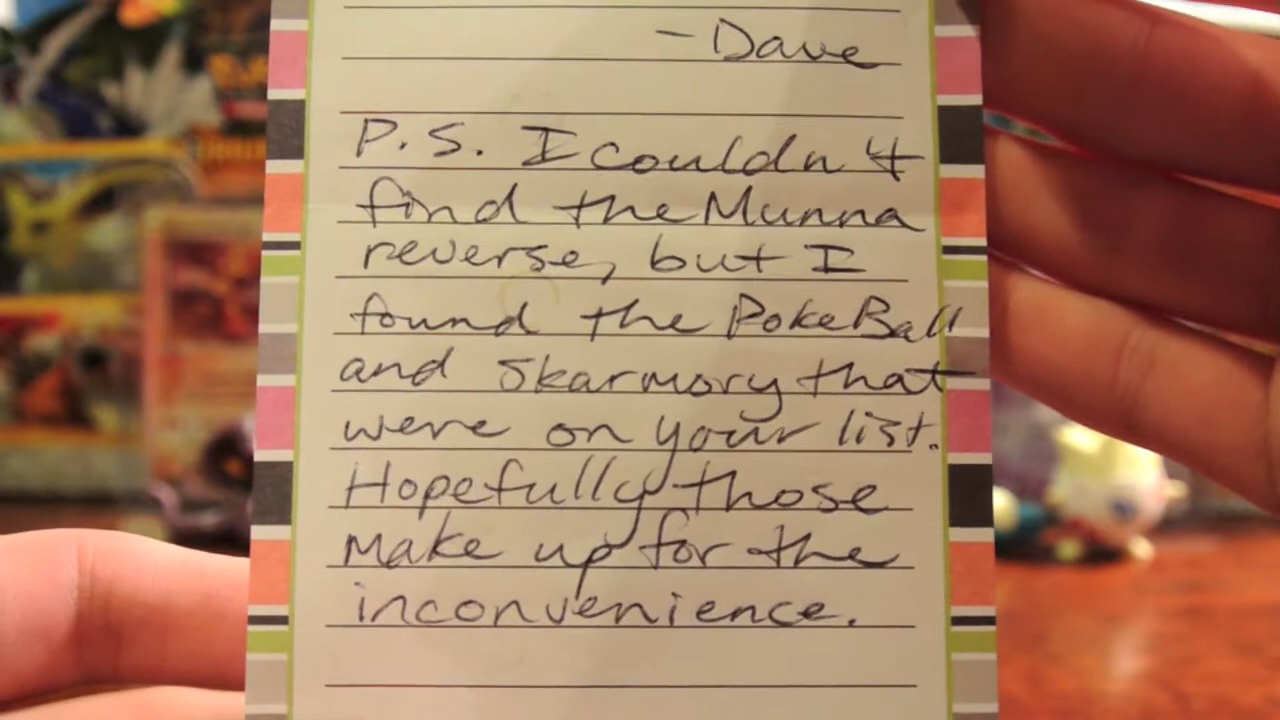 - Dave
P.S. I couldn't
find the Munna
reverse, but I
found the PokeBall
and Skarmory that
were on your list.
Hopefully those
make up for the
inconvenience.